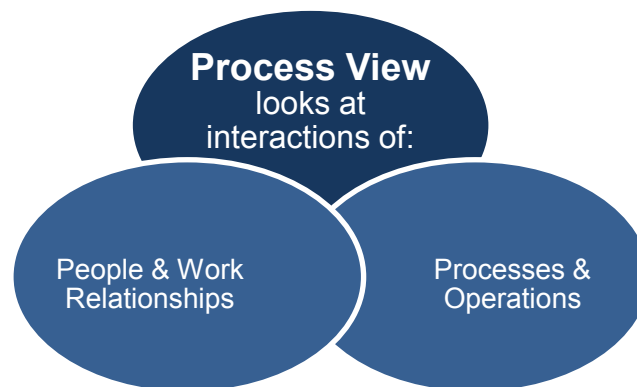 Process View
looks at
interactions of:
People & Work
Relationships
Processes &
Operations